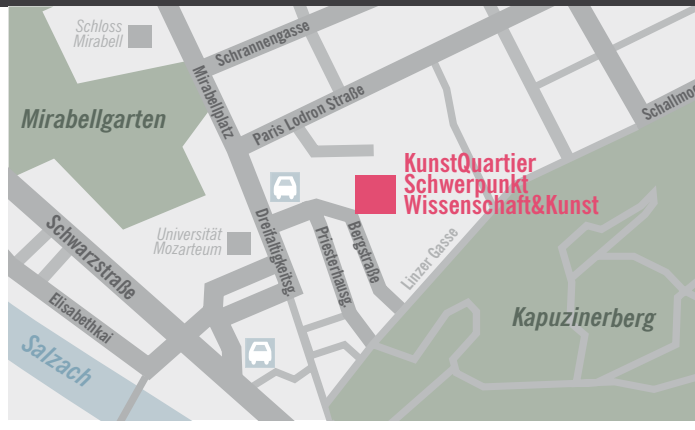 Schloss
Mirabell
Schrannengasse
Mirabellgarten
Mirabellplatz
Paris Lodron Straße
KunstQuartier
Schwerpunkt
Wissenschaft&Kunst
Universität
Mozarteum
Dreifaltigkeitsg.
Priesterhausg.
Bergstraße
Linzer Gasse
Schwarzstraße
Elisabethkai
Salzach
Kapuzinerberg